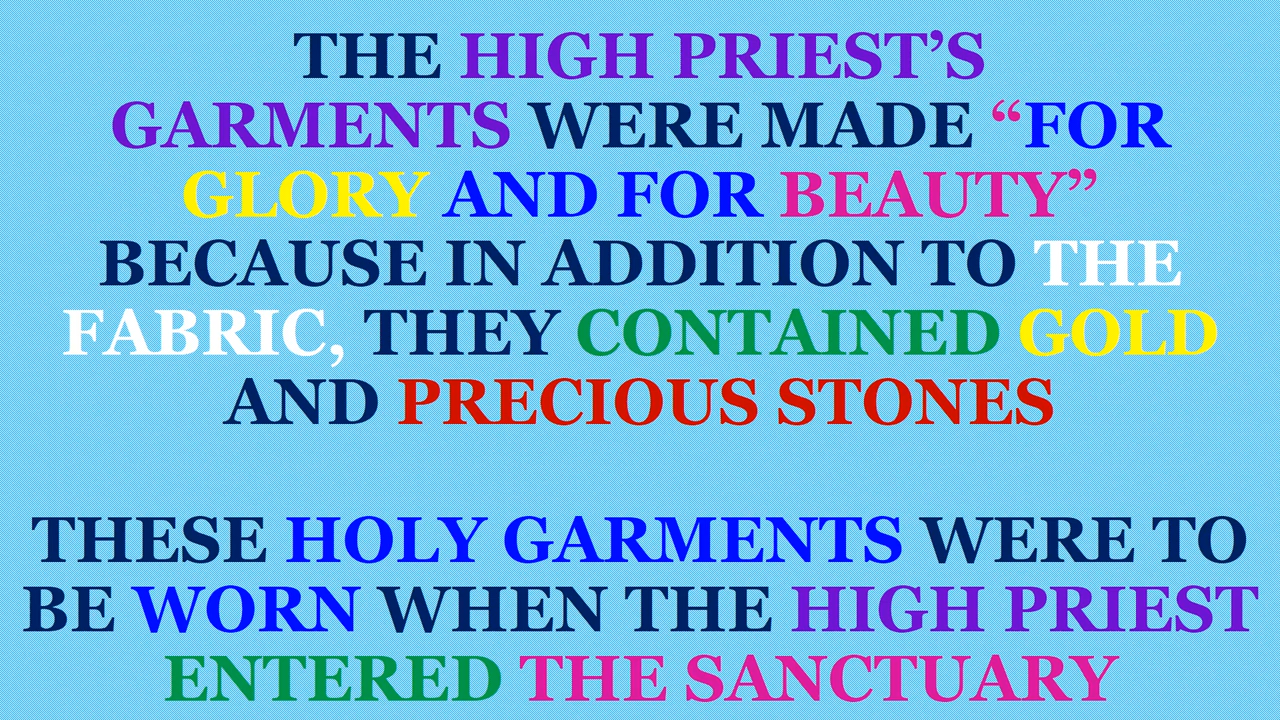 THE HIGH PRIEST’S
GARMENTS WERE MADE “FOR
GLORY AND FOR BEAUTY”
BECAUSE IN ADDITION TO THE
FABRIC, THEY CONTAINED GOLD
AND PRECIOUS STONES
THESE HOLY GARMENTS WERE TO
BE WORN WHEN THE HIGH PRIEST
ENTERED THE SANCTUARY